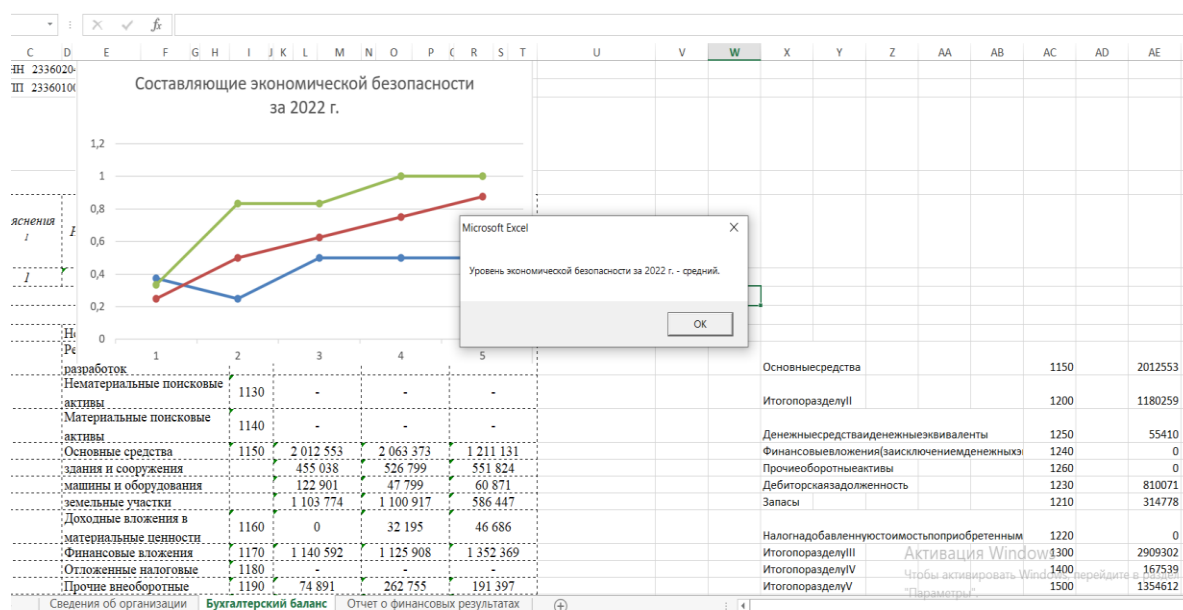 fx
C D E F G H I J K L M N O P Q R S T U V W X Y Z AA AB AC AD AE
НН 2336020
ПП 2336010
Составляющие экономической безопасности
за 2022 г.
1,2
1
0,8
0,6
0,4
0,2
0
1 2 3 4 5
яснения
1
1
Microsoft Excel
Уровень экономической безопасности за 2022 г. - средний.
OK
разработок
Нематериальные поисковые
активы
1130 - - -
Материальные поисковые
активы
1140 - - -
Основные средства 1150 2 012 553 2 063 373 1 211 131
здания и сооружения 455 038 526 799 551 824
машины и оборудования 122 901 47 799 60 871
земельные участки 1 103 774 1 100 917 586 447
Доходные вложения в
материальные ценности
1160 0 32 195 46 686
Финансовые вложения 1170 1 140 592 1 125 908 1 352 369
Отложенные налоговые 1180 - - -
Прочие внеоборотные 1190 74 891 262 755 191 397
Основныесредства 1150 2012553
ИтогопоразделуII 1200 1180259
Денежныесредстваиденежныеэквиваленты 1250 55410
Финансовыевложения(заисключениемденежныхэ 1240 0
Прочиеоборотныеактивы 1260 0
Дебиторскаязадолженность 1230 810071
Запасы 1210 314778
Налогнадобавленнуюстоимостьпоприобретенным 1220 0
ИтогопоразделуIII 1300 2909302
ИтогопоразделуIV 1400 167539
ИтогопоразделуV 1500 1354612
Активация Windows
Чтобы активировать Windows, перейдите в раздел
"Параметры".
Сведения об организации Бухгалтерский баланс Отчет о финансовых результатах